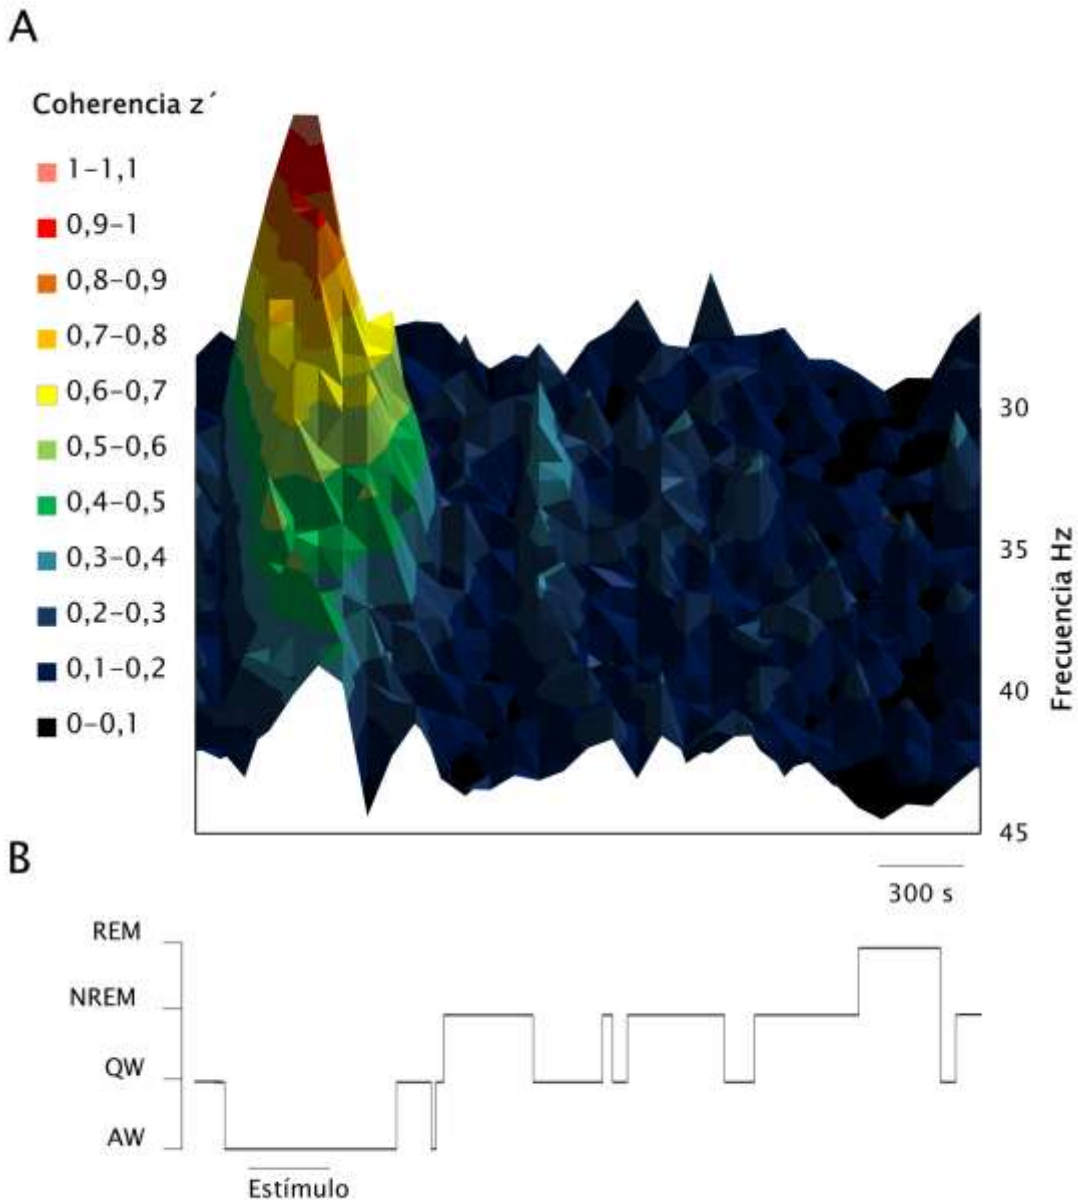 A
Coherencia z´
1-1,1
0,9-1
0,8-0,9
0,7-0,8
0,6-0,7
0,5-0,6
0,4-0,5
0,3-0,4
0,2-0,3
0,1-0,2
0-0,1
30
35
40
45
Frecuencia Hz
300 s
B
REM
NREM
QW
AW
Estímulo